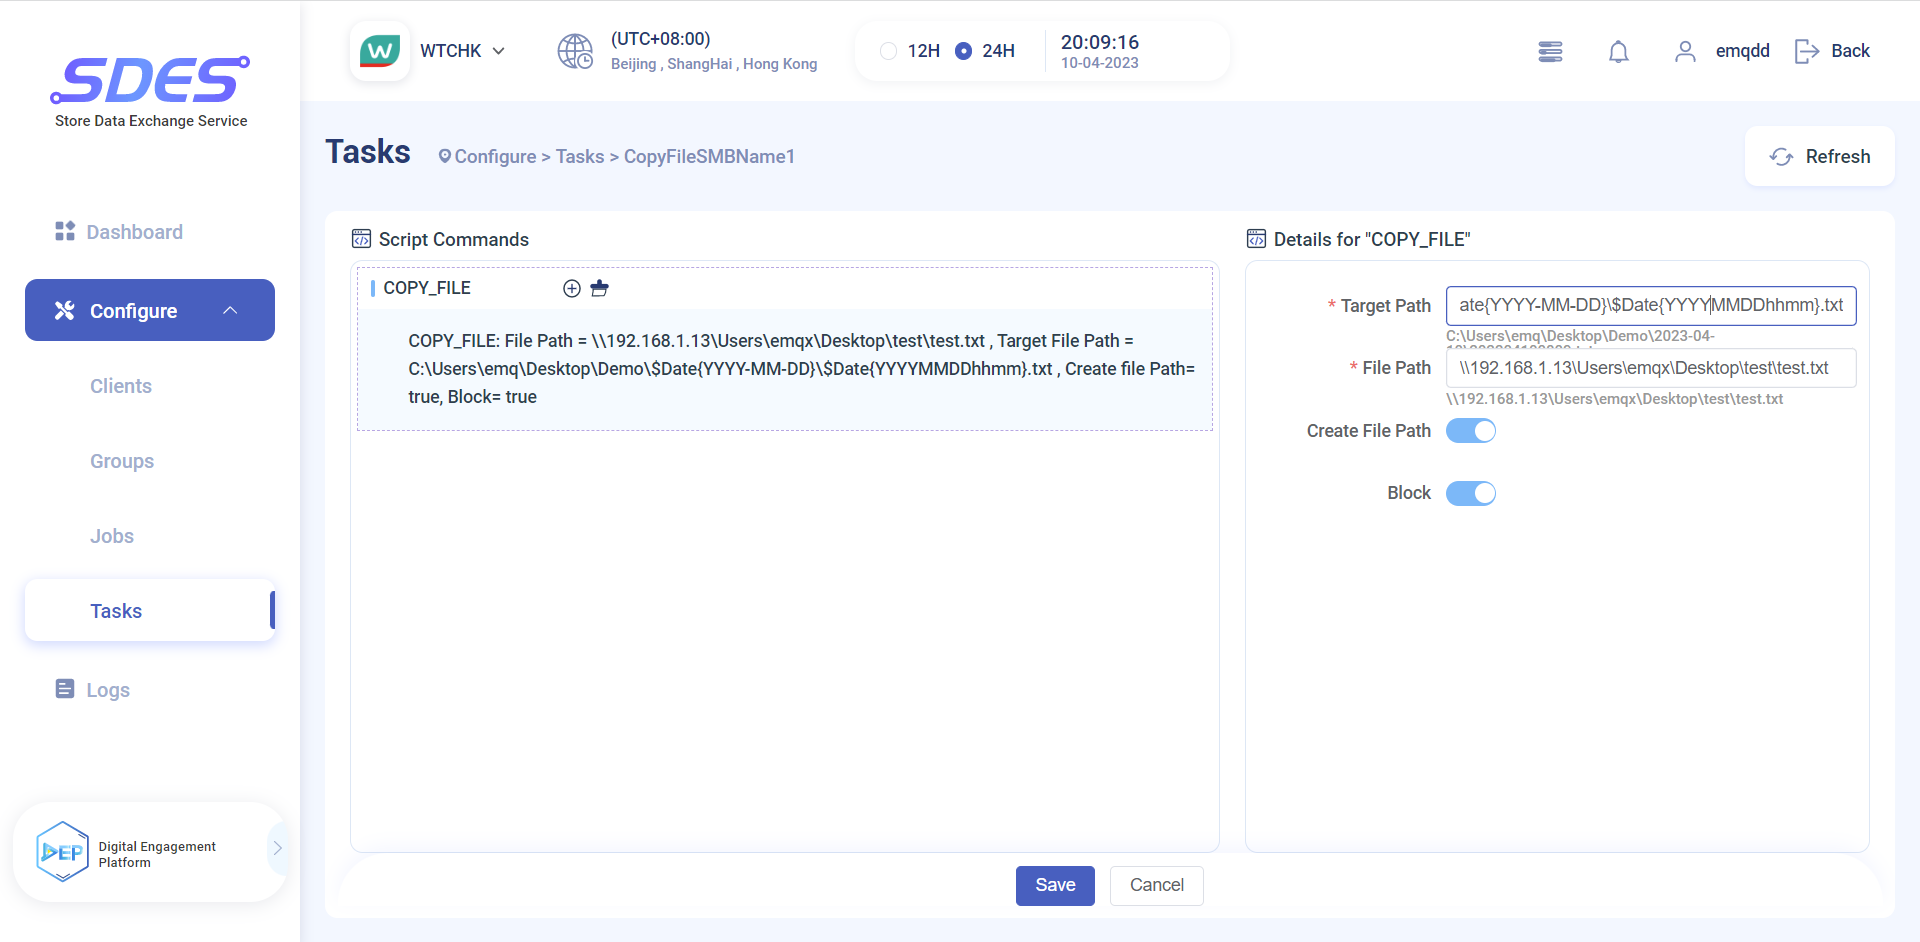 SDES
Store Data Exchange Service
Dashboard
Configure
Clients
Groups
Jobs
Tasks
Logs
DEP
Digital Engagement
Platform
W
WTCHK
(UTC+08:00)
Beijing , ShangHai , Hong Kong
12H
24H
20:09:16
10-04-2023
emqdd
Back
Tasks
Configure > Tasks > CopyFileSMBName1
Refresh
Script Commands
COPY_FILE
COPY_FILE: File Path = \\192.168.1.13\Users\emqx\Desktop\test\test.txt , Target File Path =
C:\Users\emq\Desktop\Demo\$Date{YYYY-MM-DD}\$Date{YYYYMMDDhhmm}.txt , Create file Path=
true, Block= true
Details for "COPY_FILE"
* Target Path
ate{YYYY-MM-DD}\$Date{YYYYMMDDhhmm}.txt
C:\Users\emq\Desktop\Demo\2023-04-
* File Path
\\192.168.1.13\Users\emqx\Desktop\test\test.txt
\\192.168.1.13\Users\emqx\Desktop\test\test.txt
Create File Path
Block
Save
Cancel